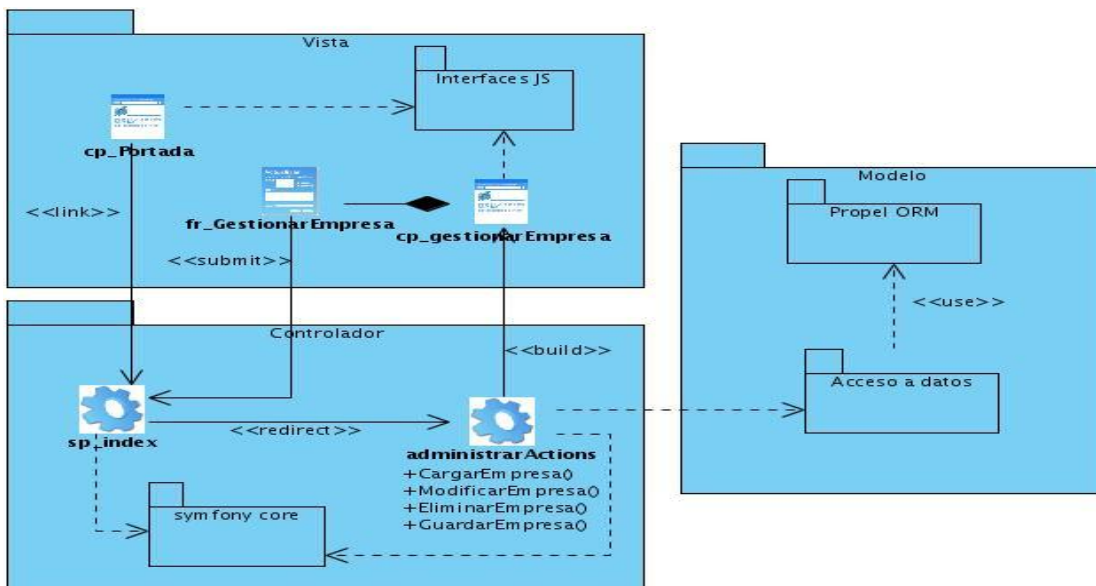 Vista
Interfaces JS
cp_Portada
<<link>>
fr_GestionarEmpresa
cp_gestionarEmpresa
<<submit>>
Controlador
<<build>>
sp_index
<<redirect>>
administrarActions
+CargarEmpresa()
+ModificarEmpresa()
+EliminarEmpresa()
+GuardarEmpresa()
symfony core
Modelo
Propel ORM
<<use>>
Acceso a datos